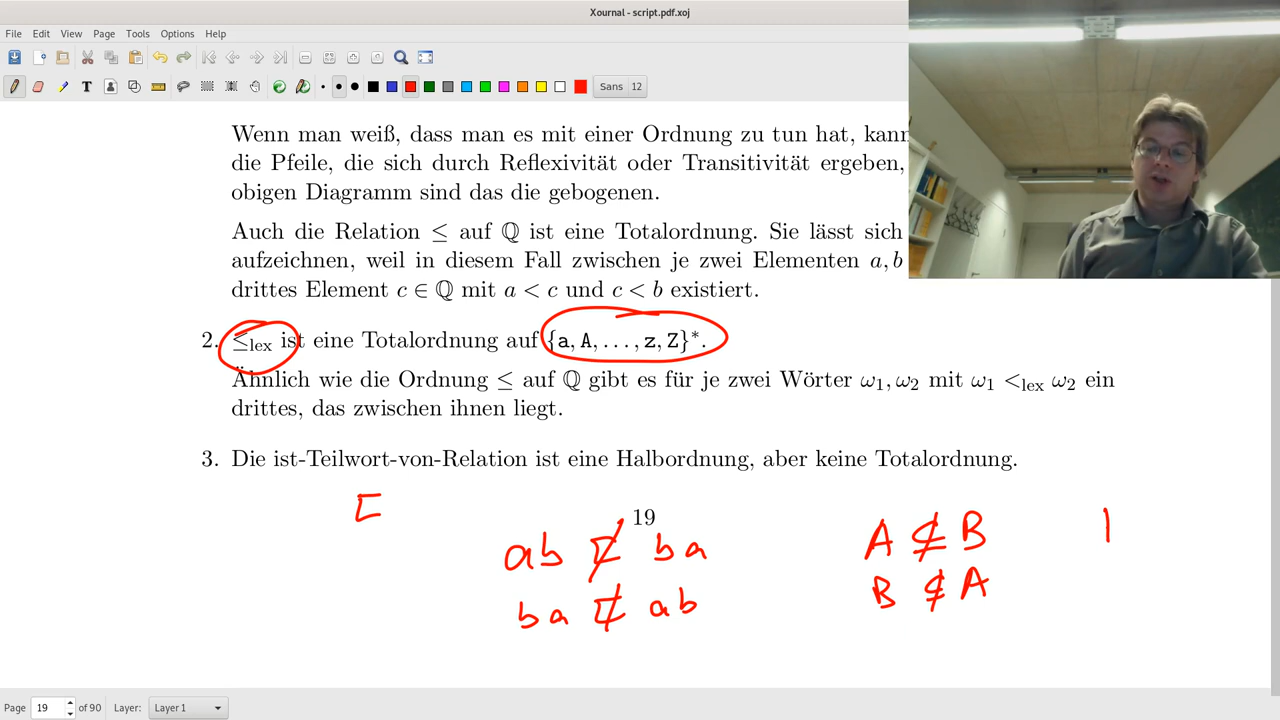 Xournal - script.pdf.xoj
File Edit View Page Tools Options Help
Sans 12
Wenn man weiß, dass man es mit einer Ordnung zu tun hat, kann
die Pfeile, die sich durch Reflexivität oder Transitivität ergeben,
obigen Diagramm sind das die gebogenen.
Auch die Relation ≤ auf ℚ ist eine Totalordnung. Sie lässt sich
aufzeichnen, weil in diesem Fall zwischen je zwei Elementen a, b
drittes Element c ∈ ℚ mit a < c und c < b existiert.
2. ≤lex ist eine Totalordnung auf {a, A, . . . , z, Z}*.
Ähnlich wie die Ordnung ≤ auf ℚ gibt es für je zwei Wörter ω₁, ω₂ mit ω₁ <lex ω₂ ein
drittes, das zwischen ihnen liegt.
3. Die ist-Teilwort-von-Relation ist eine Halbordnung, aber keine Totalordnung.
⊏
19
ab ⋢ ba
A ⊄ B
|
ba ⋢ ab
B ⊄ A
Page 19 of 90 Layer: Layer 1